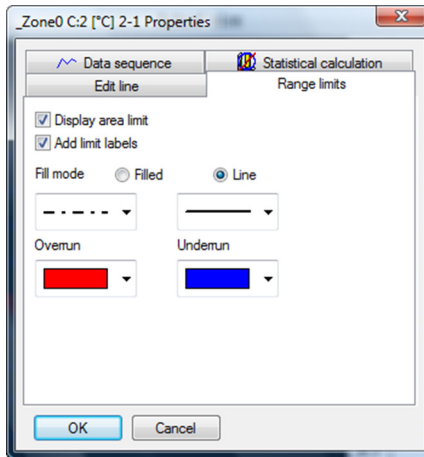 _Zone0 C:2 [°C] 2-1 Properties
Data sequence
Statistical calculation
Edit line
Range limits
Display area limit
Add limit labels
Fill mode
Filled
Line
Overrun
Underrun
OK
Cancel